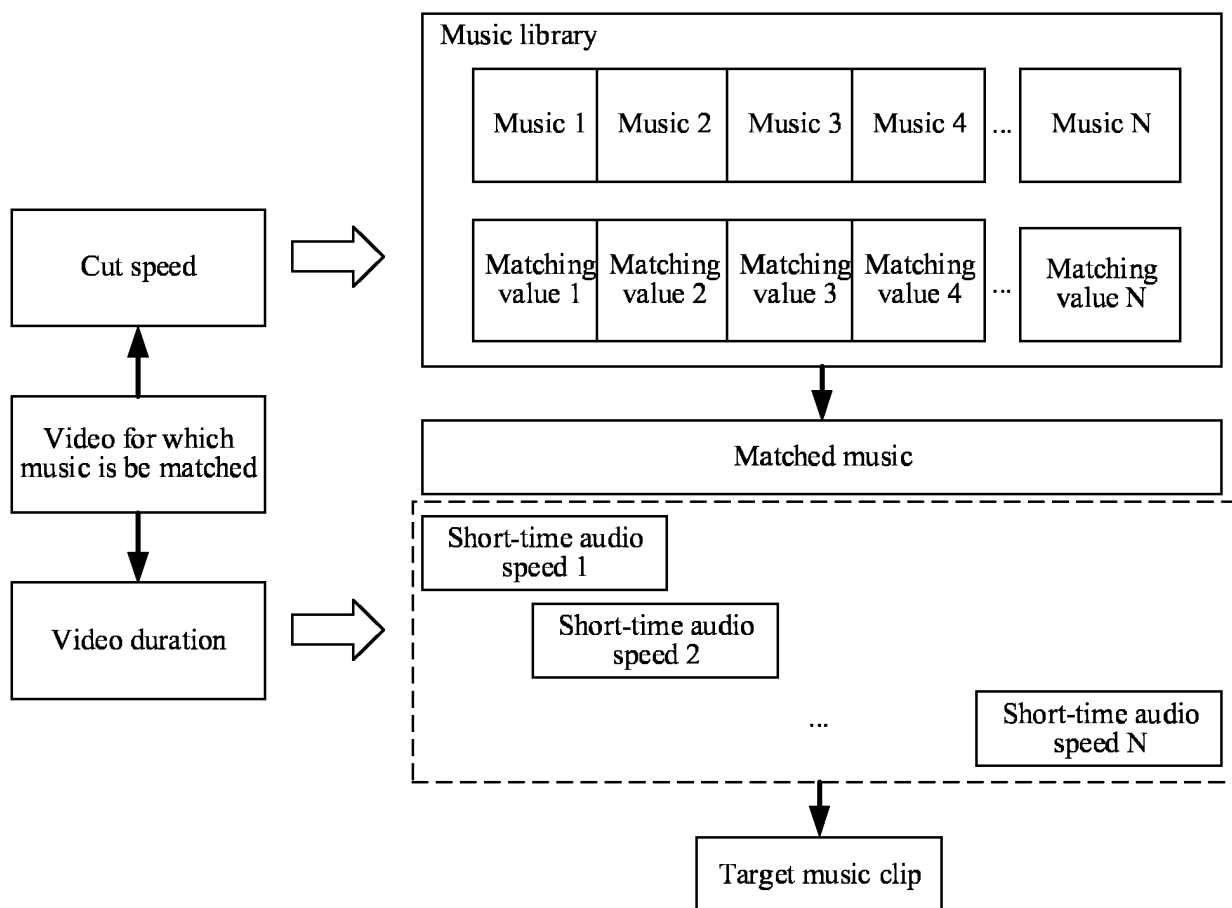 Music library
Music 1
Music 2
Music 3
Music 4
...
Music N
Cut speed
Matching
value 1
Matching
value 2
Matching
value 3
Matching
value 4
...
Matching
value N
Video for which
music is be matched
Matched music
Short-time audio
speed 1
Video duration
Short-time audio
speed 2
...
Short-time audio
speed N
Target music clip